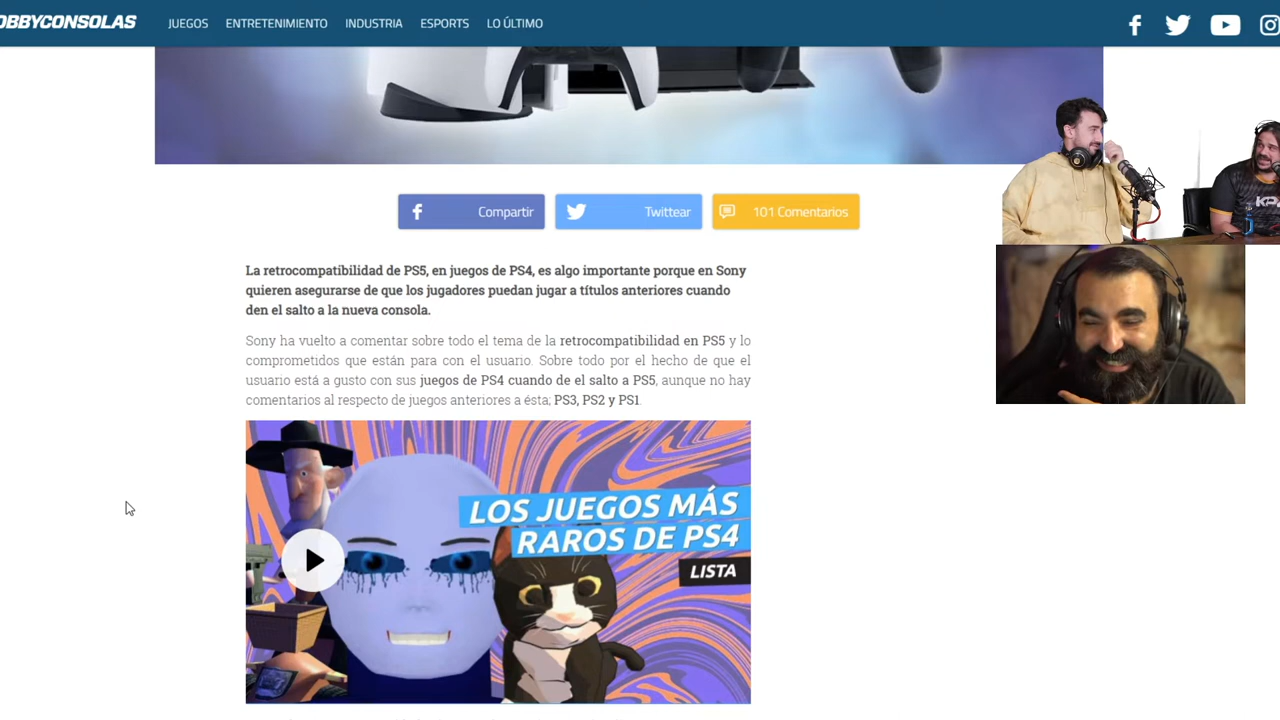 OBBYCONSOLAS JUEGOS ENTRETENIMIENTO INDUSTRIA ESPORTS LO ÚLTIMO
Compartir Twittear 101 Comentarios
La retrocompatibilidad de PS5, en juegos de PS4, es algo importante porque en Sony
quieren asegurarse de que los jugadores puedan jugar a títulos anteriores cuando
den el salto a la nueva consola.
Sony ha vuelto a comentar sobre todo el tema de la retrocompatibilidad en PS5 y lo
comprometidos que están para con el usuario. Sobre todo por el hecho de que el
usuario está a gusto con sus juegos de PS4 cuando de el salto a PS5, aunque no hay
comentarios al respecto de juegos anteriores a ésta; PS3, PS2 y PS1.
LOS JUEGOS MÁS
RAROS DE PS4
LISTA